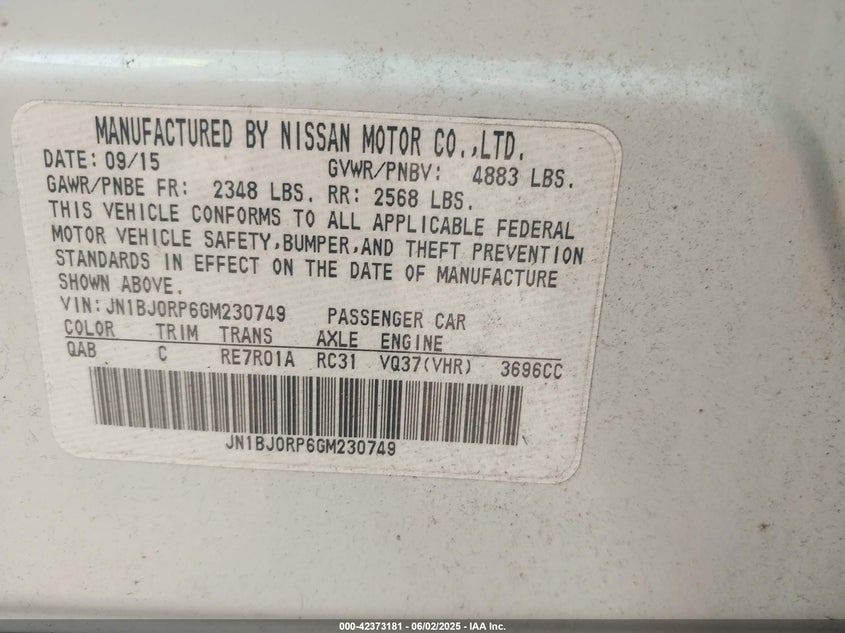 MANUFACTURED BY NISSAN MOTOR CO.,LTD.
DATE: 09/15 GVWR/PNBV: 4883 LBS.
GAWR/PNBE FR: 2348 LBS. RR: 2568 LBS.
THIS VEHICLE CONFORMS TO ALL APPLICABLE FEDERAL
MOTOR VEHICLE SAFETY,BUMPER,AND THEFT PREVENTION
STANDARDS IN EFFECT ON THE DATE OF MANUFACTURE
SHOWN ABOVE.
VIN: JN1BJ0RP6GM230749 PASSENGER CAR
COLOR TRIM TRANS AXLE ENGINE
QAB C RE7R01A RC31 VQ37(VHR) 3696CC
JN1BJ0RP6GM230749
000-42373181 - 06/02/2025 - IAA Inc.